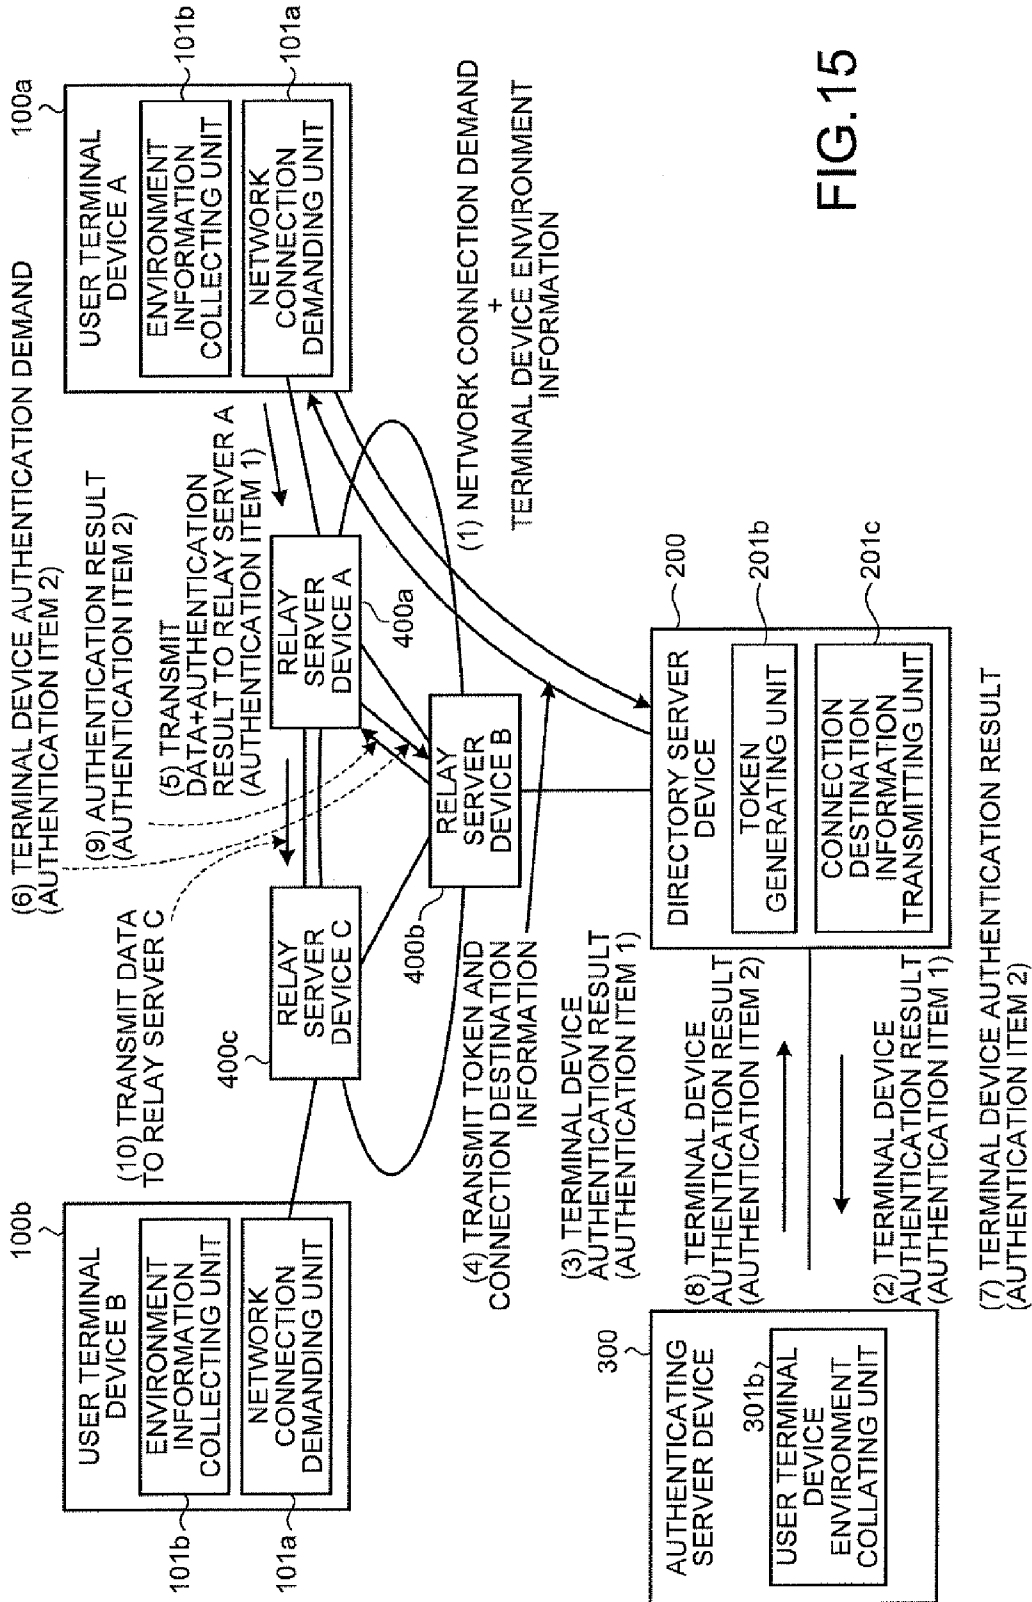 100b
USER TERMINAL
DEVICE B
ENVIRONMENT
INFORMATION
COLLECTING UNIT
101b
NETWORK
CONNECTION
DEMANDING UNIT
101a
(6) TERMINAL DEVICE AUTHENTICATION DEMAND
(AUTHENTICATION ITEM 2)
(9) AUTHENTICATION RESULT
(AUTHENTICATION ITEM 2)
(10) TRANSMIT DATA
TO RELAY SERVER C
(5) TRANSMIT
DATA+AUTHENTICATION
RESULT TO RELAY SERVER A
(AUTHENTICATION ITEM 1)
100a
USER TERMINAL
DEVICE A
ENVIRONMENT
INFORMATION
COLLECTING UNIT
101b
NETWORK
CONNECTION
DEMANDING UNIT
101a
400c
RELAY
SERVER
DEVICE C
RELAY
SERVER
DEVICE A
400a
400b
RELAY
SERVER
DEVICE B
(1) NETWORK CONNECTION DEMAND
+
TERMINAL DEVICE ENVIRONMENT
INFORMATION
(4) TRANSMIT TOKEN AND
CONNECTION DESTINATION
INFORMATION
(3) TERMINAL DEVICE
AUTHENTICATION RESULT
(AUTHENTICATION ITEM 1)
300
AUTHENTICATING
SERVER DEVICE
301b
USER TERMINAL
DEVICE
ENVIRONMENT
COLLATING UNIT
(8) TERMINAL DEVICE
AUTHENTICATION RESULT
(AUTHENTICATION ITEM 2)
(2) TERMINAL DEVICE
AUTHENTICATION RESULT
(AUTHENTICATION ITEM 1)
(7) TERMINAL DEVICE AUTHENTICATION RESULT
(AUTHENTICATION ITEM 2)
200
DIRECTORY SERVER
DEVICE
TOKEN
GENERATING UNIT
201b
CONNECTION
DESTINATION
INFORMATION
TRANSMITTING UNIT
201c
FIG.15